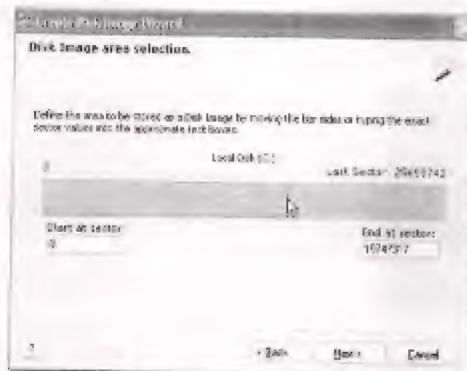 Disk Image area selection.
Define the area to be stored as a Disk Image by moving the bar sides or typing the exact
sector values into the approximate text boxes.
Local Disk (C:)
0
Last Sector:
Start at sector:
0
End at sector:
?
< Back
Next >
Cancel